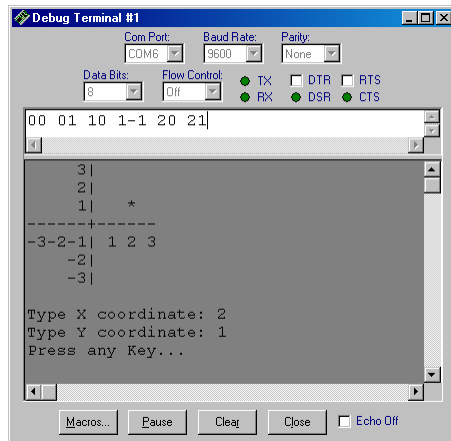 Debug Terminal #1
Com Port: Baud Rate: Parity:
COM6 9600 None
Data Bits: Flow Control: TX DTR RTS
8 Off RX DSR CTS
00 01 10 1-1 20 21
3|
2|
1| *
------+------
-3-2-1| 1 2 3
-2|
-3|
Type X coordinate: 2
Type Y coordinate: 1
Press any Key...
Macros... Pause Clear Close Echo Off